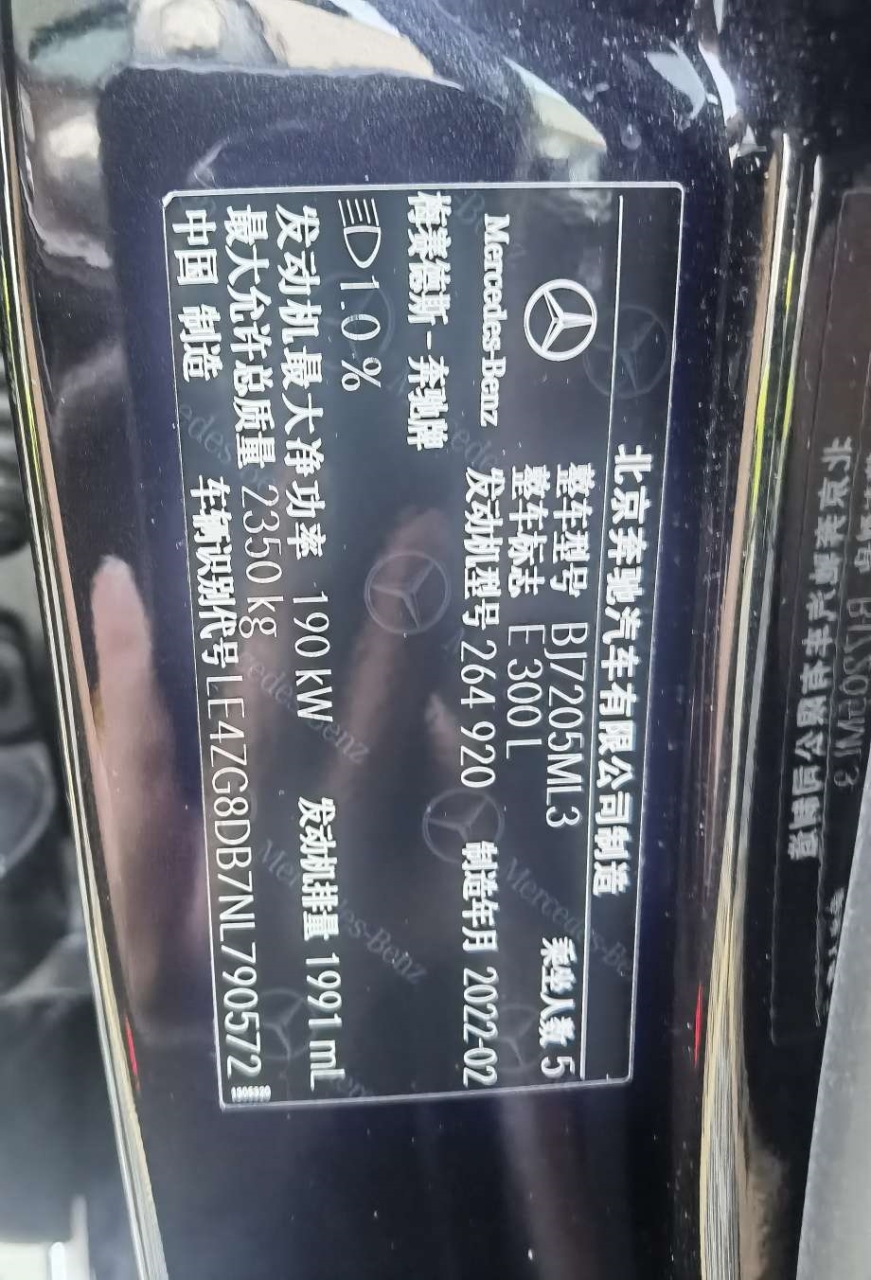 北京奔驰汽车有限公司制造
Mercedes-Benz
梅赛德斯-奔驰牌
整车型号 BJ7205ML3
整车标志 E 300 L
乘坐人数 5
发动机型号 264 920
制造年月 2022-02
1.0 %
发动机最大净功率 190 kW
发动机排量 1991 mL
最大允许总质量 2350 kg
中国 制造
车辆识别代号 LE4ZG8DB7NL790572
1305320